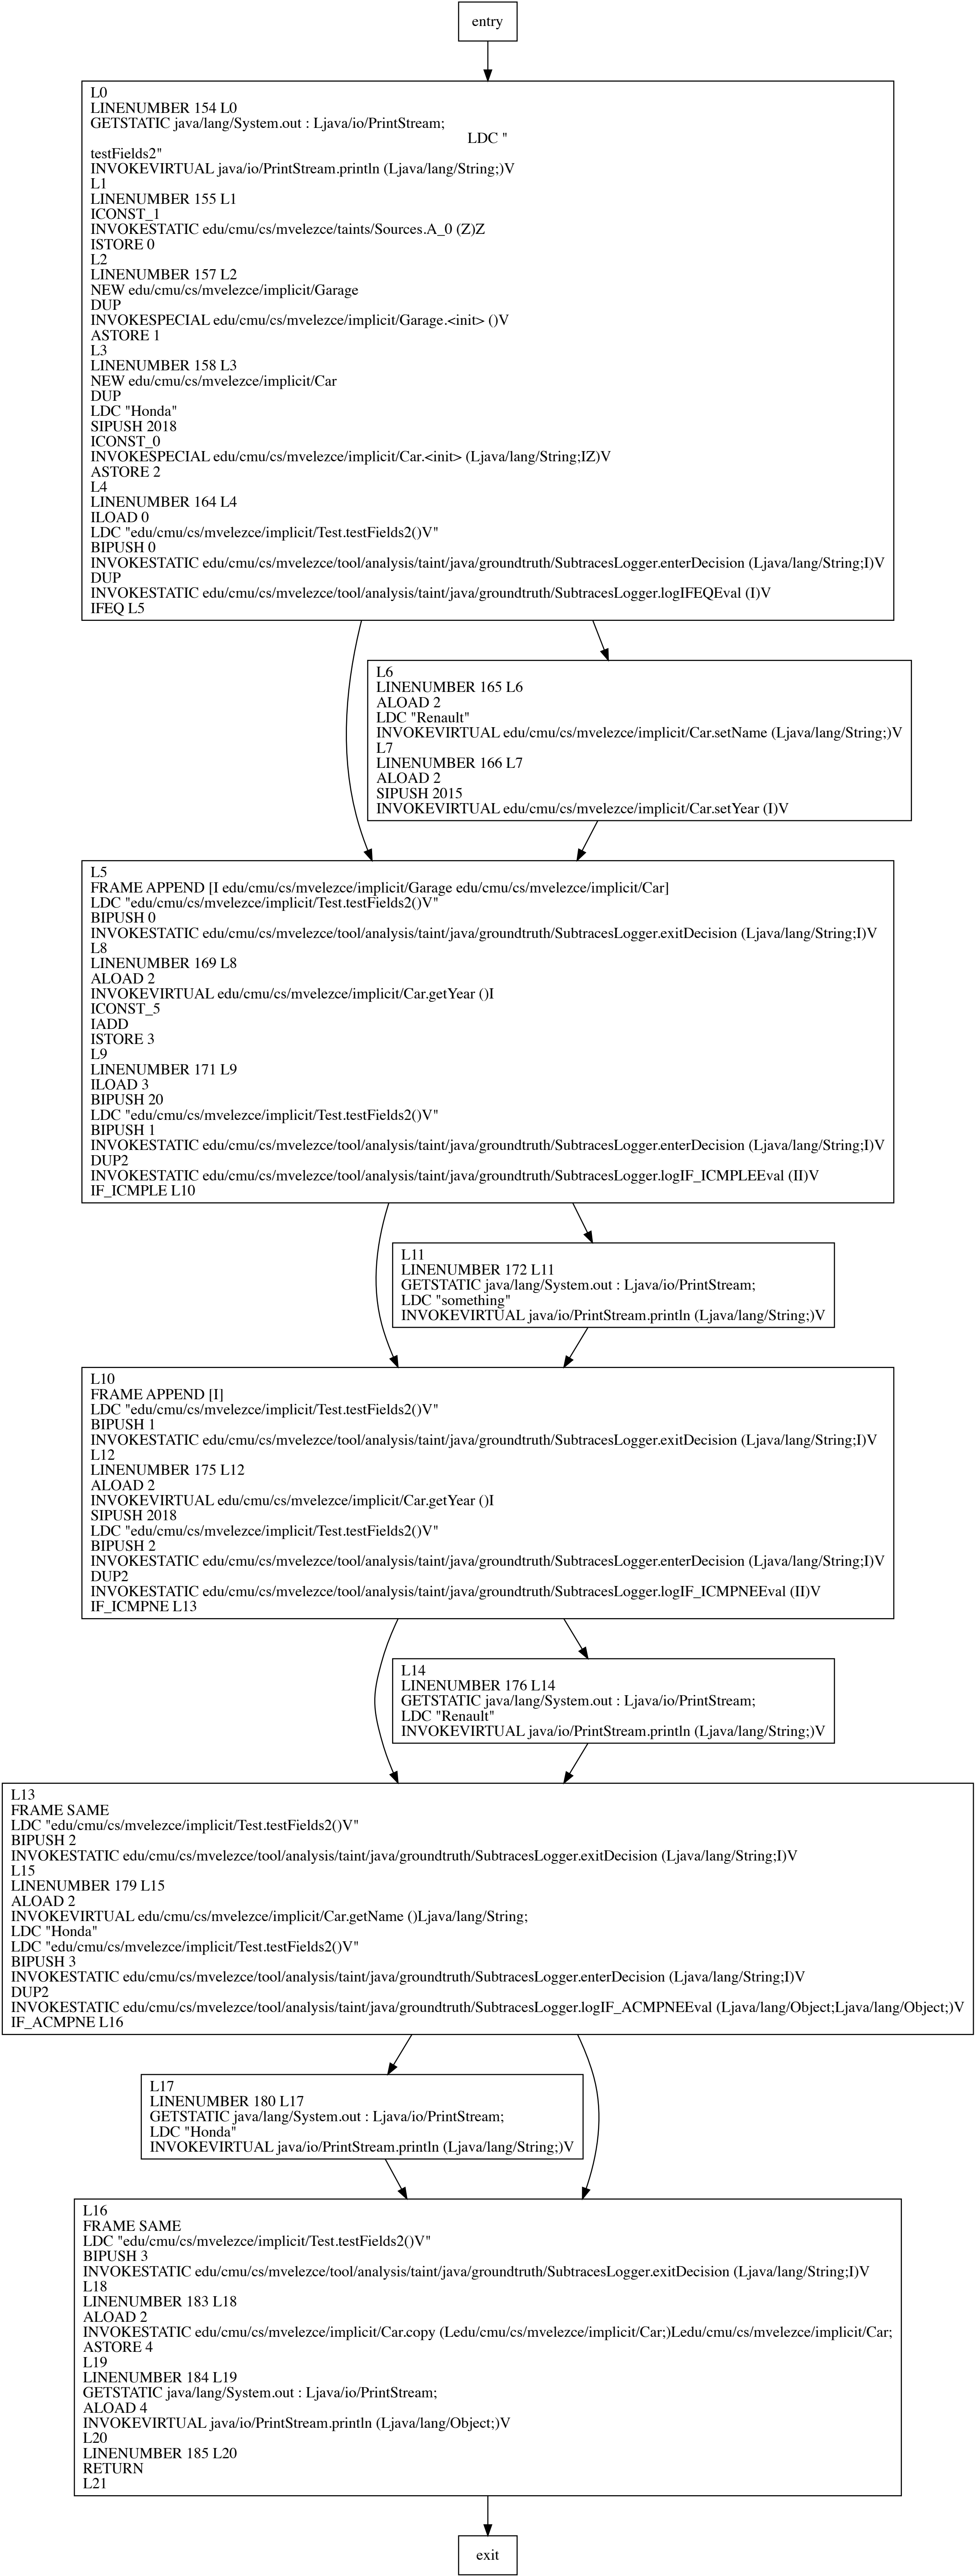 entry
L0
LINENUMBER 154 L0
GETSTATIC java/lang/System.out : Ljava/io/PrintStream;
LDC "
testFields2"
INVOKEVIRTUAL java/io/PrintStream.println (Ljava/lang/String;)V
L1
LINENUMBER 155 L1
ICONST_1
INVOKESTATIC edu/cmu/cs/mvelezce/taints/Sources.A_0 (Z)Z
ISTORE 0
L2
LINENUMBER 157 L2
NEW edu/cmu/cs/mvelezce/implicit/Garage
DUP
INVOKESPECIAL edu/cmu/cs/mvelezce/implicit/Garage.<init> ()V
ASTORE 1
L3
LINENUMBER 158 L3
NEW edu/cmu/cs/mvelezce/implicit/Car
DUP
LDC "Honda"
SIPUSH 2018
ICONST_0
INVOKESPECIAL edu/cmu/cs/mvelezce/implicit/Car.<init> (Ljava/lang/String;IZ)V
ASTORE 2
L4
LINENUMBER 164 L4
ILOAD 0
LDC "edu/cmu/cs/mvelezce/implicit/Test.testFields2()V"
BIPUSH 0
INVOKESTATIC edu/cmu/cs/mvelezce/tool/analysis/taint/java/groundtruth/SubtracesLogger.enterDecision (Ljava/lang/String;I)V
DUP
INVOKESTATIC edu/cmu/cs/mvelezce/tool/analysis/taint/java/groundtruth/SubtracesLogger.logIFEQEval (I)V
IFEQ L5
L6
LINENUMBER 165 L6
ALOAD 2
LDC "Renault"
INVOKEVIRTUAL edu/cmu/cs/mvelezce/implicit/Car.setName (Ljava/lang/String;)V
L7
LINENUMBER 166 L7
ALOAD 2
SIPUSH 2015
INVOKEVIRTUAL edu/cmu/cs/mvelezce/implicit/Car.setYear (I)V
L5
FRAME APPEND [I edu/cmu/cs/mvelezce/implicit/Garage edu/cmu/cs/mvelezce/implicit/Car]
LDC "edu/cmu/cs/mvelezce/implicit/Test.testFields2()V"
BIPUSH 0
INVOKESTATIC edu/cmu/cs/mvelezce/tool/analysis/taint/java/groundtruth/SubtracesLogger.exitDecision (Ljava/lang/String;I)V
L8
LINENUMBER 169 L8
ALOAD 2
INVOKEVIRTUAL edu/cmu/cs/mvelezce/implicit/Car.getYear ()I
ICONST_5
IADD
ISTORE 3
L9
LINENUMBER 171 L9
ILOAD 3
BIPUSH 20
LDC "edu/cmu/cs/mvelezce/implicit/Test.testFields2()V"
BIPUSH 1
INVOKESTATIC edu/cmu/cs/mvelezce/tool/analysis/taint/java/groundtruth/SubtracesLogger.enterDecision (Ljava/lang/String;I)V
DUP2
INVOKESTATIC edu/cmu/cs/mvelezce/tool/analysis/taint/java/groundtruth/SubtracesLogger.logIF_ICMPLEEval (II)V
IF_ICMPLE L10
L11
LINENUMBER 172 L11
GETSTATIC java/lang/System.out : Ljava/io/PrintStream;
LDC "something"
INVOKEVIRTUAL java/io/PrintStream.println (Ljava/lang/String;)V
L10
FRAME APPEND [I]
LDC "edu/cmu/cs/mvelezce/implicit/Test.testFields2()V"
BIPUSH 1
INVOKESTATIC edu/cmu/cs/mvelezce/tool/analysis/taint/java/groundtruth/SubtracesLogger.exitDecision (Ljava/lang/String;I)V
L12
LINENUMBER 175 L12
ALOAD 2
INVOKEVIRTUAL edu/cmu/cs/mvelezce/implicit/Car.getYear ()I
SIPUSH 2018
LDC "edu/cmu/cs/mvelezce/implicit/Test.testFields2()V"
BIPUSH 2
INVOKESTATIC edu/cmu/cs/mvelezce/tool/analysis/taint/java/groundtruth/SubtracesLogger.enterDecision (Ljava/lang/String;I)V
DUP2
INVOKESTATIC edu/cmu/cs/mvelezce/tool/analysis/taint/java/groundtruth/SubtracesLogger.logIF_ICMPNEEval (II)V
IF_ICMPNE L13
L14
LINENUMBER 176 L14
GETSTATIC java/lang/System.out : Ljava/io/PrintStream;
LDC "Renault"
INVOKEVIRTUAL java/io/PrintStream.println (Ljava/lang/String;)V
L13
FRAME SAME
LDC "edu/cmu/cs/mvelezce/implicit/Test.testFields2()V"
BIPUSH 2
INVOKESTATIC edu/cmu/cs/mvelezce/tool/analysis/taint/java/groundtruth/SubtracesLogger.exitDecision (Ljava/lang/String;I)V
L15
LINENUMBER 179 L15
ALOAD 2
INVOKEVIRTUAL edu/cmu/cs/mvelezce/implicit/Car.getName ()Ljava/lang/String;
LDC "Honda"
LDC "edu/cmu/cs/mvelezce/implicit/Test.testFields2()V"
BIPUSH 3
INVOKESTATIC edu/cmu/cs/mvelezce/tool/analysis/taint/java/groundtruth/SubtracesLogger.enterDecision (Ljava/lang/String;I)V
DUP2
INVOKESTATIC edu/cmu/cs/mvelezce/tool/analysis/taint/java/groundtruth/SubtracesLogger.logIF_ACMPNEEval (Ljava/lang/Object;Ljava/lang/Object;)V
IF_ACMPNE L16
L17
LINENUMBER 180 L17
GETSTATIC java/lang/System.out : Ljava/io/PrintStream;
LDC "Honda"
INVOKEVIRTUAL java/io/PrintStream.println (Ljava/lang/String;)V
L16
FRAME SAME
LDC "edu/cmu/cs/mvelezce/implicit/Test.testFields2()V"
BIPUSH 3
INVOKESTATIC edu/cmu/cs/mvelezce/tool/analysis/taint/java/groundtruth/SubtracesLogger.exitDecision (Ljava/lang/String;I)V
L18
LINENUMBER 183 L18
ALOAD 2
INVOKESTATIC edu/cmu/cs/mvelezce/implicit/Car.copy (Ledu/cmu/cs/mvelezce/implicit/Car;)Ledu/cmu/cs/mvelezce/implicit/Car;
ASTORE 4
L19
LINENUMBER 184 L19
GETSTATIC java/lang/System.out : Ljava/io/PrintStream;
ALOAD 4
INVOKEVIRTUAL java/io/PrintStream.println (Ljava/lang/Object;)V
L20
LINENUMBER 185 L20
RETURN
L21
exit